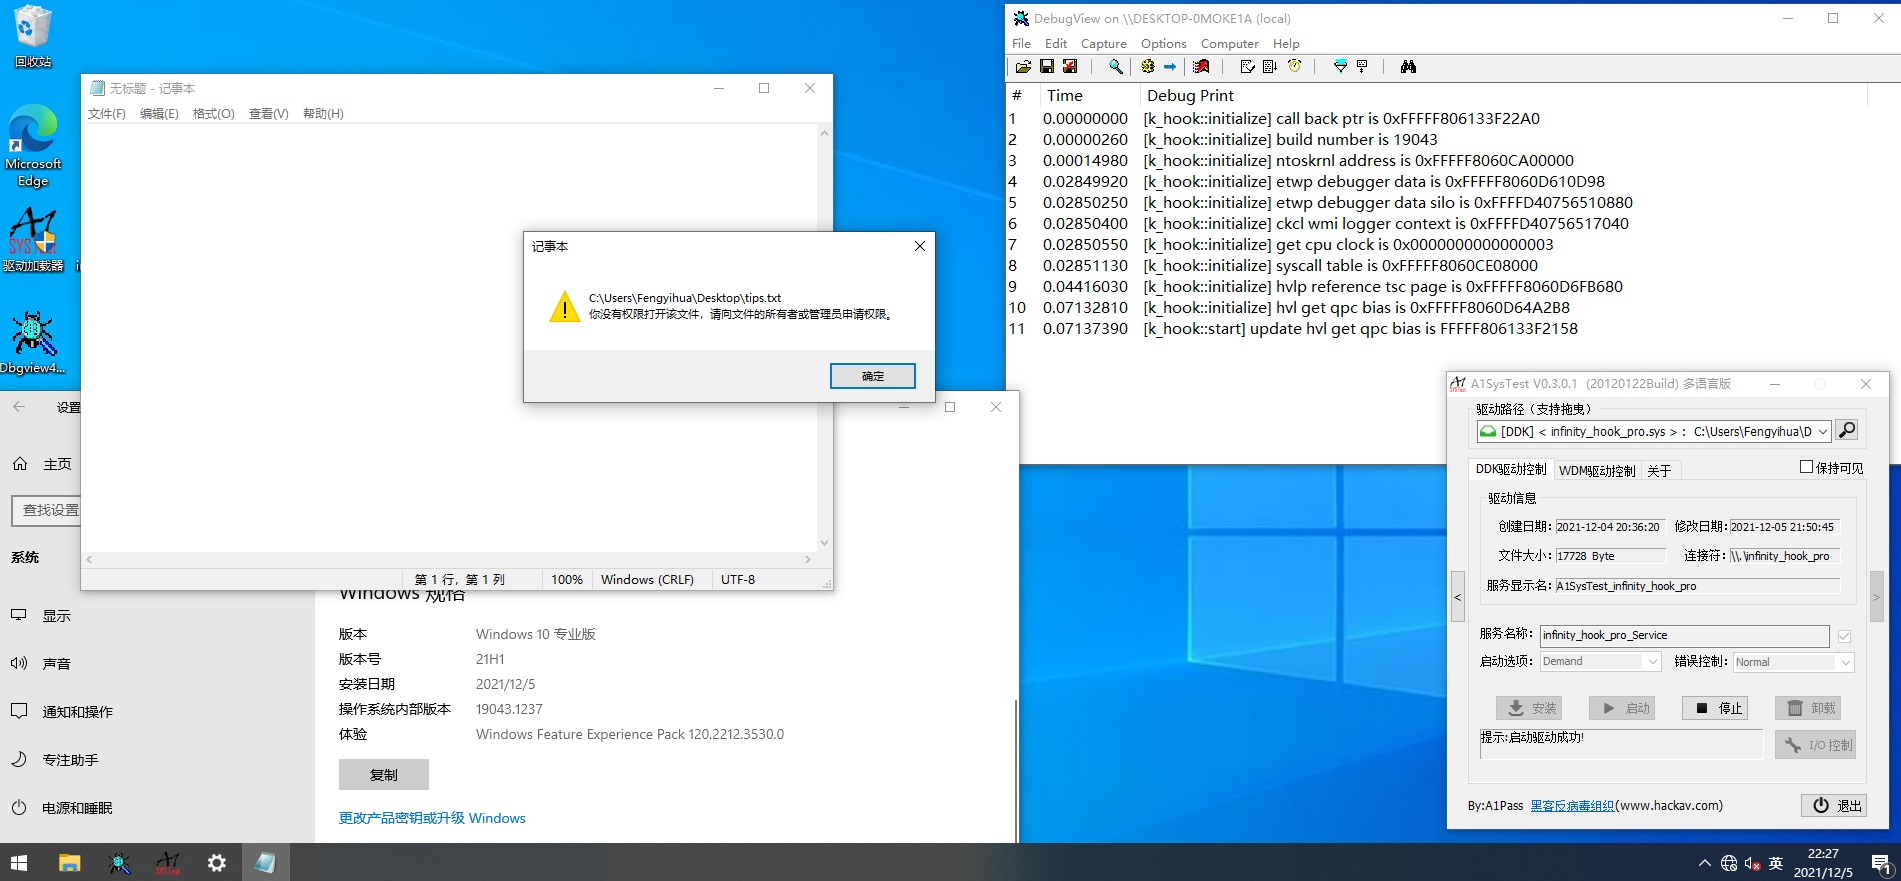 回收站
Microsoft
Edge
驱动加载器
Dbgview4...
无标题 - 记事本
文件(F) 编辑(E) 格式(O) 查看(V) 帮助(H)
第 1 行，第 1 列 100% Windows (CRLF) UTF-8
记事本
C:\Users\Fengyihua\Desktop\tips.txt
你没有权限打开该文件，请向文件的所有者或管理员申请权限。
确定
设置
主页
查找设置
系统
显示
声音
通知和操作
专注助手
电源和睡眠
Windows 规格
版本 Windows 10 专业版
版本号 21H1
安装日期 2021/12/5
操作系统内部版本 19043.1237
体验 Windows Feature Experience Pack 120.2212.3530.0
复制
更改产品密钥或升级 Windows
DebugView on \\DESKTOP-0MOKE1A (local)
File Edit Capture Options Computer Help
# Time Debug Print
1 0.00000000 [k_hook::initialize] call back ptr is 0xFFFFF806133F22A0
2 0.00000260 [k_hook::initialize] build number is 19043
3 0.00014980 [k_hook::initialize] ntoskrnl address is 0xFFFFF8060CA00000
4 0.02849920 [k_hook::initialize] etwp debugger data is 0xFFFFF8060D610D98
5 0.02850250 [k_hook::initialize] etwp debugger data silo is 0xFFFFD40756510880
6 0.02850400 [k_hook::initialize] ckcl wmi logger context is 0xFFFFD40756517040
7 0.02850550 [k_hook::initialize] get cpu clock is 0x0000000000000003
8 0.02851130 [k_hook::initialize] syscall table is 0xFFFFF8060CE08000
9 0.04416030 [k_hook::initialize] hvlp reference tsc page is 0xFFFFF8060D6FB680
10 0.07132810 [k_hook::initialize] hvl get qpc bias is 0xFFFFF8060D64A2B8
11 0.07137390 [k_hook::start] update hvl get qpc bias is FFFFF806133F2158
A1SysTest V0.3.0.1 (20120122Build) 多语言版
驱动路径（支持拖曳）
[DDK] < infinity_hook_pro.sys > : C:\Users\Fengyihua\D
DDK驱动控制 WDM驱动控制 关于 保持可见
驱动信息
创建日期: 2021-12-04 20:36:20 修改日期: 2021-12-05 21:50:45
文件大小: 17728 Byte 连接符: \\.\infinity_hook_pro
服务显示名: A1SysTest_infinity_hook_pro
< >
服务名称: infinity_hook_pro_Service
启动选项: Demand 错误控制: Normal
安装 启动 停止 卸载
提示:启动驱动成功!
I/O 控制
By:A1Pass 黑客反病毒组织(www.hackav.com)
退出
英
22:27
2021/12/5
1